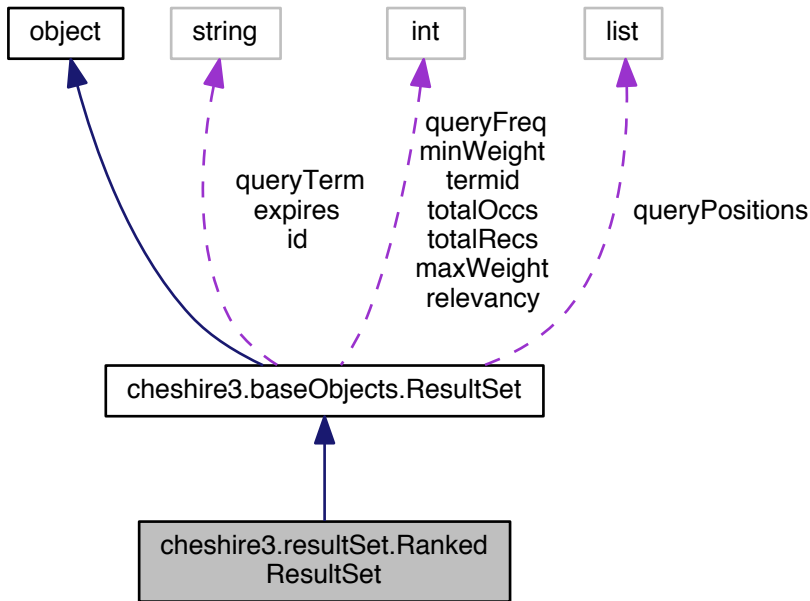 object
string
int
list
queryTerm
expires
id
queryFreq
minWeight
termid
totalOccs
totalRecs
maxWeight
relevancy
queryPositions
cheshire3.baseObjects.ResultSet
cheshire3.resultSet.Ranked
ResultSet